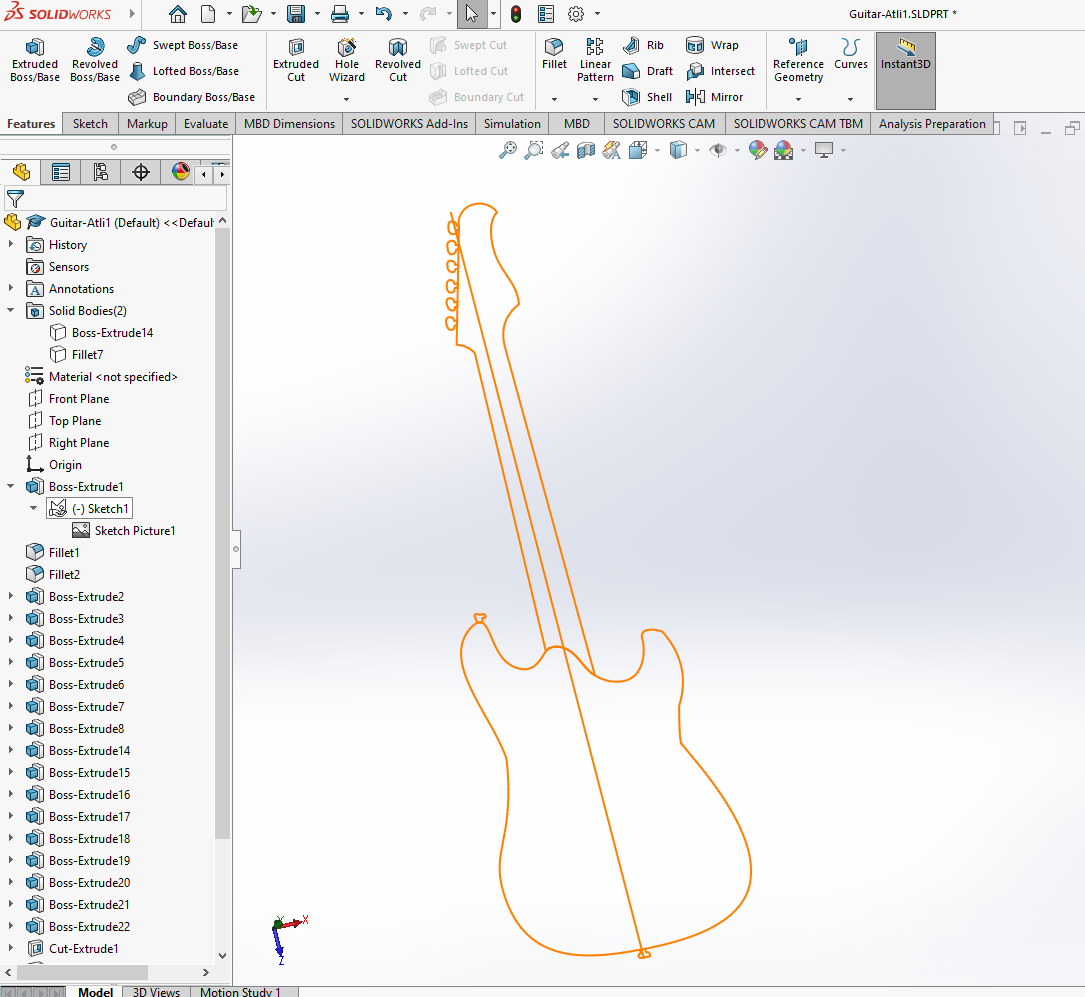 SOLIDWORKS
Guitar-Atli1.SLDPRT *
Extruded Boss/Base
Revolved Boss/Base
Swept Boss/Base
Lofted Boss/Base
Boundary Boss/Base
Extruded Cut
Hole Wizard
Revolved Cut
Swept Cut
Lofted Cut
Boundary Cut
Fillet
Linear Pattern
Rib
Draft
Shell
Wrap
Intersect
Mirror
Reference Geometry
Curves
Instant3D
Features
Sketch
Markup
Evaluate
MBD Dimensions
SOLIDWORKS Add-Ins
Simulation
MBD
SOLIDWORKS CAM
SOLIDWORKS CAM TBM
Analysis Preparation
Guitar-Atli1 (Default) <<Defaul
History
Sensors
Annotations
Solid Bodies(2)
Boss-Extrude14
Fillet7
Material <not specified>
Front Plane
Top Plane
Right Plane
Origin
Boss-Extrude1
(-) Sketch1
Sketch Picture1
Fillet1
Fillet2
Boss-Extrude2
Boss-Extrude3
Boss-Extrude4
Boss-Extrude5
Boss-Extrude6
Boss-Extrude7
Boss-Extrude8
Boss-Extrude14
Boss-Extrude15
Boss-Extrude16
Boss-Extrude17
Boss-Extrude18
Boss-Extrude19
Boss-Extrude20
Boss-Extrude21
Boss-Extrude22
Cut-Extrude1
Y
X
Z
Model
3D Views
Motion Study 1